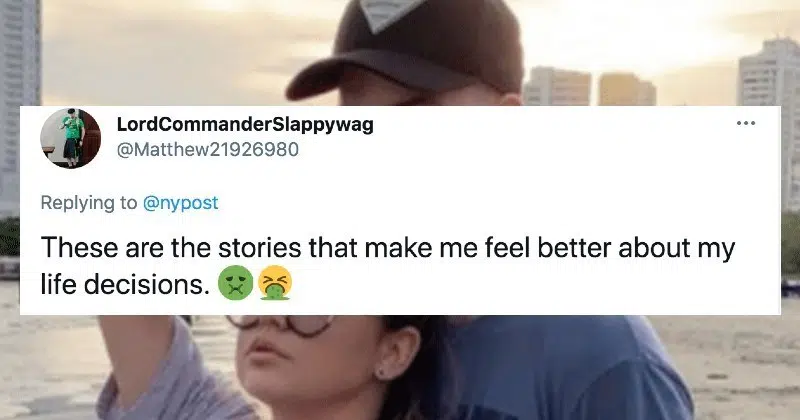 LordCommanderSlappywag
@Matthew21926980
Replying to @nypost
These are the stories that make me feel better about my
life decisions. 🤢🤮